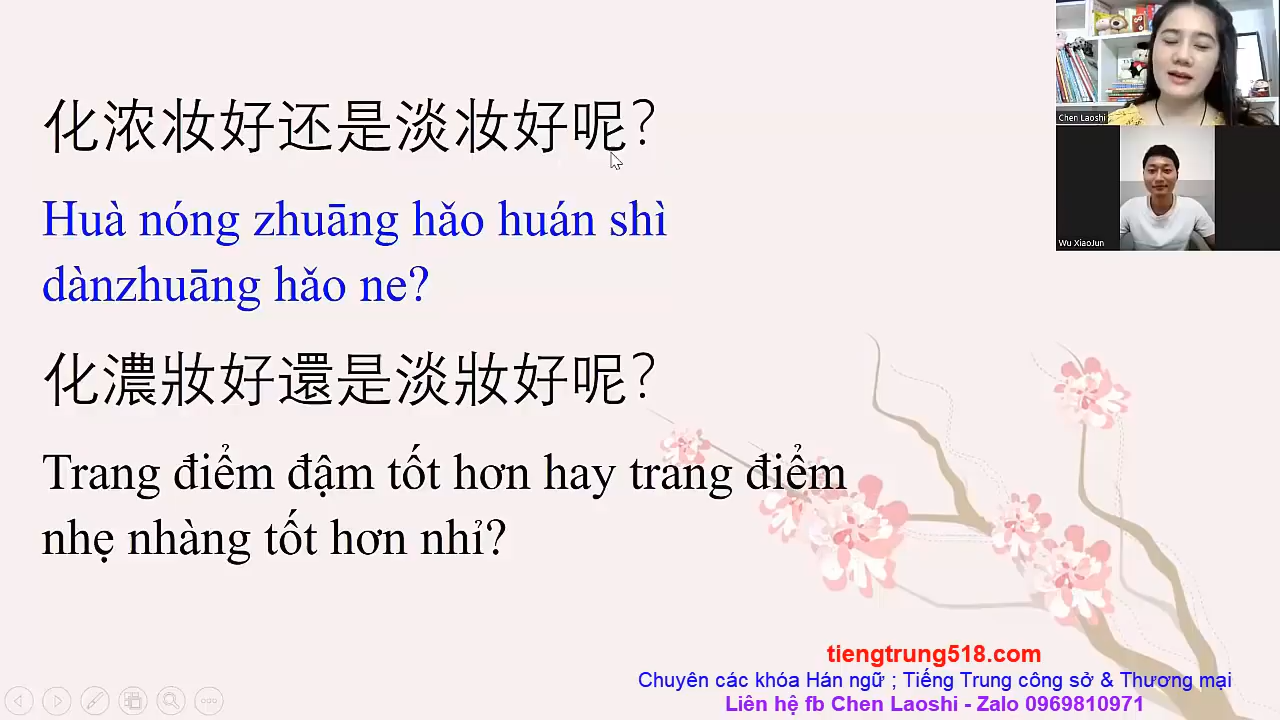 化浓妆好还是淡妆好呢?
Huà nóng zhuāng hǎo huán shì
dànzhuāng hǎo ne?
化濃妝好還是淡妝好呢?
Trang điểm đậm tốt hơn hay trang điểm
nhẹ nhàng tốt hơn nhỉ?
Chen Laoshi
Wu XiaoJun
tiengtrung518.com
Chuyên các khóa Hán ngữ ; Tiếng Trung công sở & Thương mại
Liên hệ fb Chen Laoshi - Zalo 0969810971